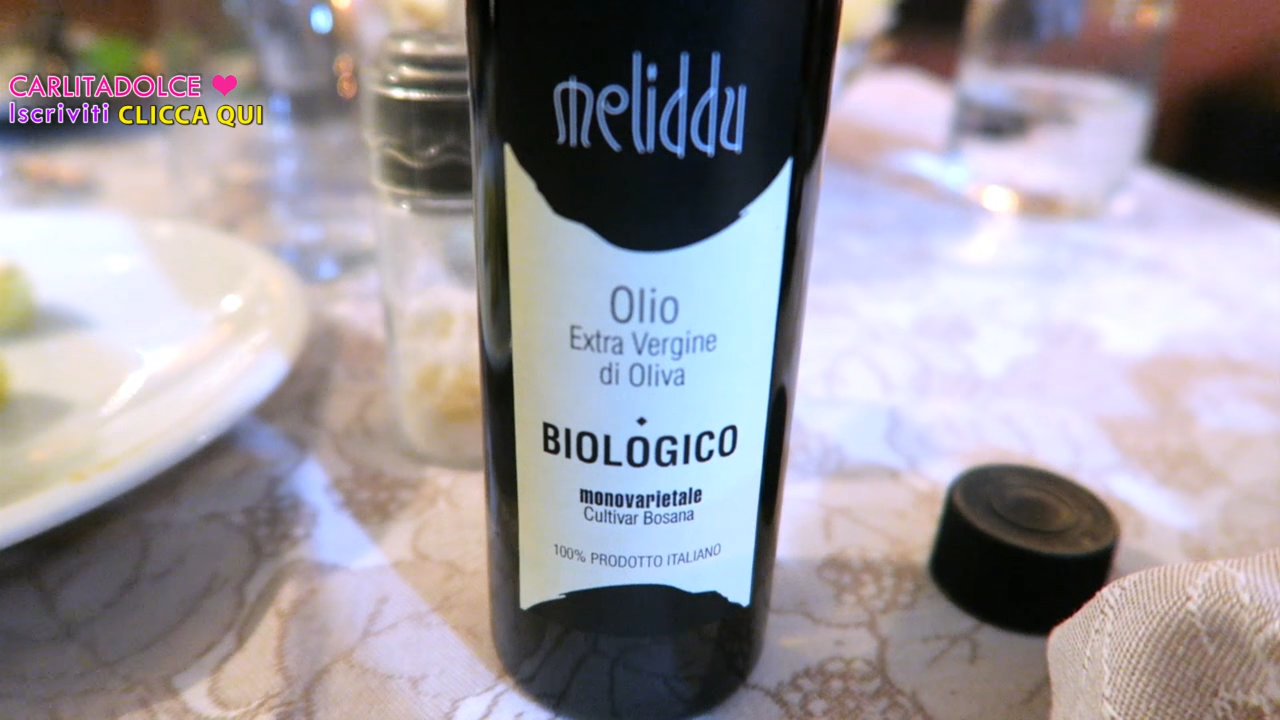 CARLITADOLCE
Iscriviti CLICCA QUI
meliddu
Olio
Extra Vergine
di Oliva
BIOLOGICO
monovarietale
Cultivar Bosana
100% PRODOTTO ITALIANO